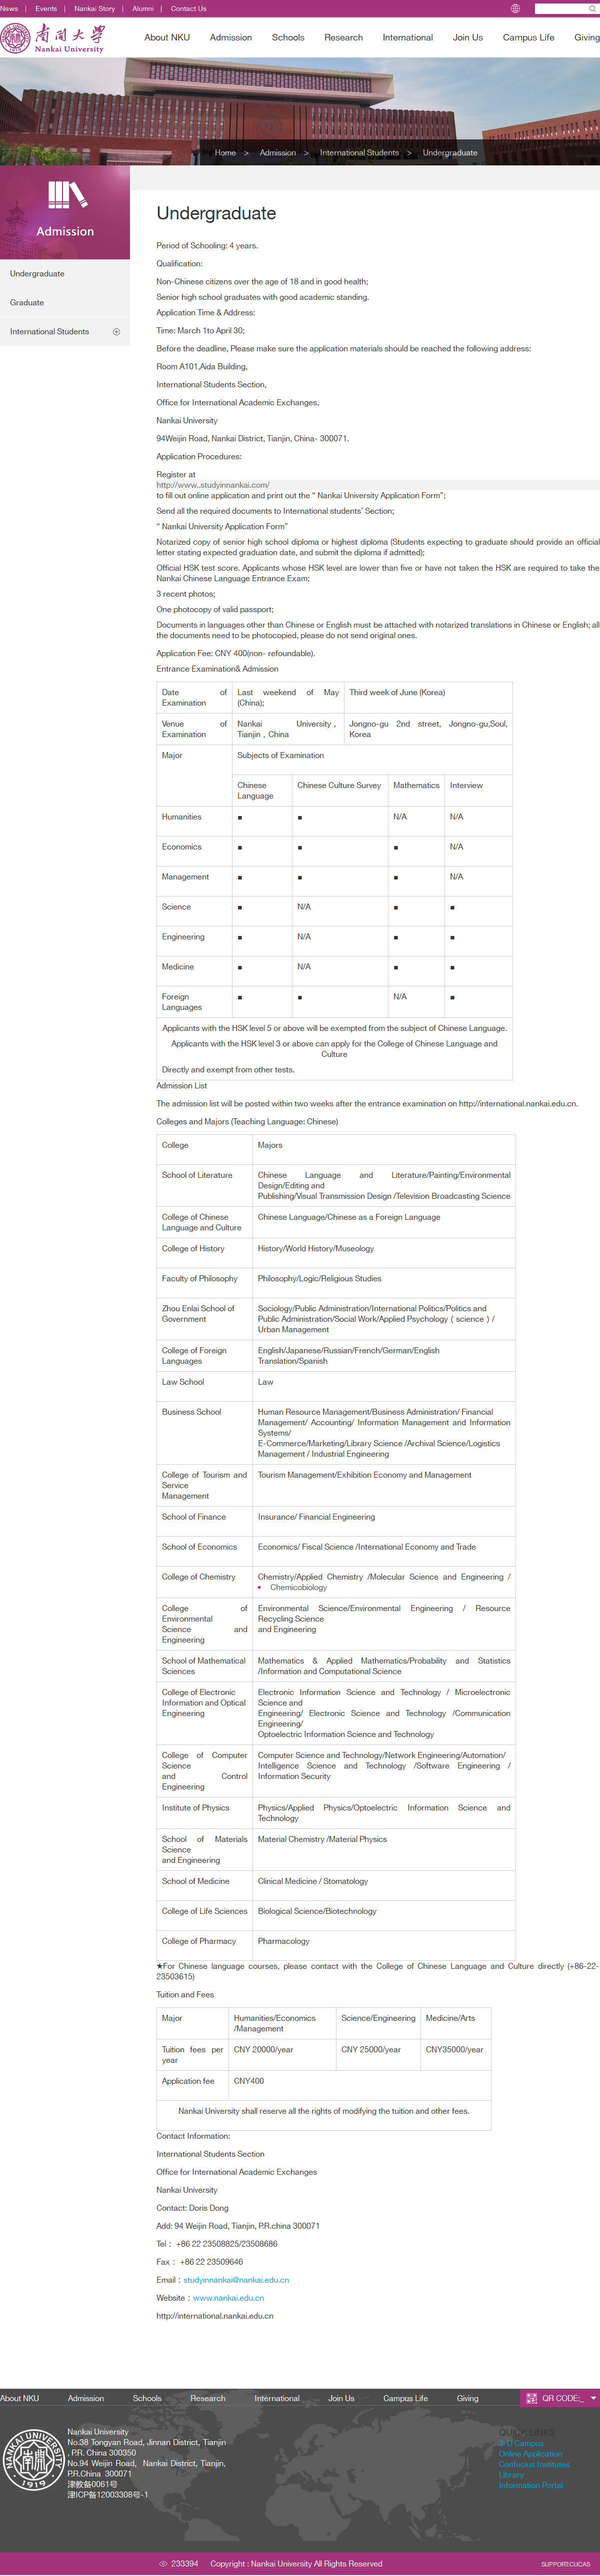 News | Events | Nankai Story | Alumni | Contact Us
南開大學
Nankai University
About NKU Admission Schools Research International Join Us Campus Life Giving
Home > Admission > International Students > Undergraduate
Admission
Undergraduate
Graduate
International Students
Undergraduate
Period of Schooling: 4 years.
Qualification:
Non-Chinese citizens over the age of 18 and in good health;
Senior high school graduates with good academic standing.
Application Time & Address:
Time: March 1to April 30;
Before the deadline, Please make sure the application materials should be reached the following address:
Room A101,Aida Building,
International Students Section,
Office for International Academic Exchanges,
Nankai University
94Weijin Road, Nankai District, Tianjin, China- 300071.
Application Procedures:
Register at
http://www..studyinnankai.com/
to fill out online application and print out the “ Nankai University Application Form”;
Send all the required documents to International students’ Section;
“ Nankai University Application Form”
Notarized copy of senior high school diploma or highest diploma (Students expecting to graduate should provide an official
letter stating expected graduation date, and submit the diploma if admitted);
Official HSK test score. Applicants whose HSK level are lower than five or have not taken the HSK are required to take the
Nankai Chinese Language Entrance Exam;
3 recent photos;
One photocopy of valid passport;
Documents in languages other than Chinese or English must be attached with notarized translations in Chinese or English; all
the documents need to be photocopied, please do not send original ones.
Application Fee: CNY 400(non- refoundable).
Entrance Examination& Admission
Date of Examination Last weekend of May (China); Third week of June (Korea)
Venue of Examination Nankai University， Tianjin，China Jongno-gu 2nd street, Jongno-gu,Soul, Korea
Major Subjects of Examination
Chinese Language Chinese Culture Survey Mathematics Interview
Humanities ■ ■ N/A N/A
Economics ■ ■ ■ N/A
Management ■ ■ ■ N/A
Science ■ N/A ■ ■
Engineering ■ N/A ■ ■
Medicine ■ N/A ■ ■
Foreign Languages ■ ■ N/A ■
Applicants with the HSK level 5 or above will be exempted from the subject of Chinese Language.
Applicants with the HSK level 3 or above can apply for the College of Chinese Language and
Culture
Directly and exempt from other tests.
Admission List
The admission list will be posted within two weeks after the entrance examination on http://international.nankai.edu.cn.
Colleges and Majors (Teaching Language: Chinese)
College Majors
School of Literature Chinese Language and Literature/Painting/Environmental
Design/Editing and
Publishing/Visual Transmission Design /Television Broadcasting Science
College of Chinese Language and Culture Chinese Language/Chinese as a Foreign Language
College of History History/World History/Museology
Faculty of Philosophy Philosophy/Logic/Religious Studies
Zhou Enlai School of Government Sociology/Public Administration/International Politics/Politics and
Public Administration/Social Work/Applied Psychology（science）/
Urban Management
College of Foreign Languages English/Japanese/Russian/French/German/English
Translation/Spanish
Law School Law
Business School Human Resource Management/Business Administration/ Financial
Management/ Accounting/ Information Management and Information
Systems/
E-Commerce/Marketing/Library Science /Archival Science/Logistics
Management / Industrial Engineering
College of Tourism and Service Management Tourism Management/Exhibition Economy and Management
School of Finance Insurance/ Financial Engineering
School of Economics Economics/ Fiscal Science /International Economy and Trade
College of Chemistry Chemistry/Applied Chemistry /Molecular Science and Engineering /
Chemicobiology
College of Environmental Science and Engineering Environmental Science/Environmental Engineering / Resource
Recycling Science
and Engineering
School of Mathematical Sciences Mathematics & Applied Mathematics/Probability and Statistics
/Information and Computational Science
College of Electronic Information and Optical Engineering Electronic Information Science and Technology / Microelectronic
Science and
Engineering/ Electronic Science and Technology /Communication
Engineering/
Optoelectric Information Science and Technology
College of Computer Science and Control Engineering Computer Science and Technology/Network Engineering/Automation/
Intelligence Science and Technology /Software Engineering /
Information Security
Institute of Physics Physics/Applied Physics/Optoelectric Information Science and
Technology
School of Materials Science and Engineering Material Chemistry /Material Physics
School of Medicine Clinical Medicine / Stomatology
College of Life Sciences Biological Science/Biotechnology
College of Pharmacy Pharmacology
★For Chinese language courses, please contact with the College of Chinese Language and Culture directly (+86-22-
23503615)
Tuition and Fees
Major Humanities/Economics /Management Science/Engineering Medicine/Arts
Tuition fees per year CNY 20000/year CNY 25000/year CNY35000/year
Application fee CNY400
Nankai University shall reserve all the rights of modifying the tuition and other fees.
Contact Information:
International Students Section
Office for International Academic Exchanges
Nankai University
Contact: Doris Dong
Add: 94 Weijin Road, Tianjin, P.R.china 300071
Tel： +86 22 23508825/23508686
Fax： +86 22 23509646
Email：studyinnankai@nankai.edu.cn
Website：www.nankai.edu.cn
http://international.nankai.edu.cn
About NKU Admission Schools Research International Join Us Campus Life Giving QR CODE:_
NANKAI UNIVERSITY 1919
Nankai University
No.38 Tongyan Road, Jinnan District, Tianjin
, P.R. China 300350
No.94 Weijin Road, Nankai District, Tianjin,
P.R.China 300071
津教备0061号
津ICP备12003308号-1
QUICK LINKS
3-D Campus
Online Application
Confucius Institutes
Library
Information Portal
233394 Copyright : Nankai University All Rights Reserved SUPPORT:CUCAS